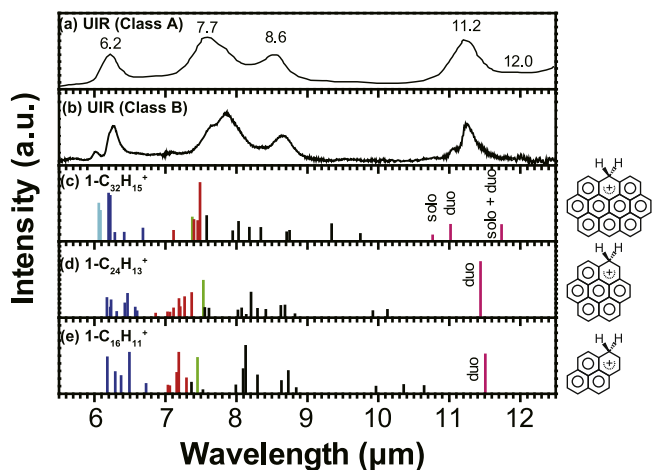 (a) UIR (Class A)
6.2
7.7
8.6
11.2
12.0
(b) UIR (Class B)
(c) 1-C₃₂H₁₅⁺
solo
duo
solo + duo
(d) 1-C₂₄H₁₃⁺
duo
(e) 1-C₁₆H₁₁⁺
duo
6 7 8 9 10 11 12
Wavelength (μm)
Intensity (a.u.)
H H
+
H H
+
H H
+